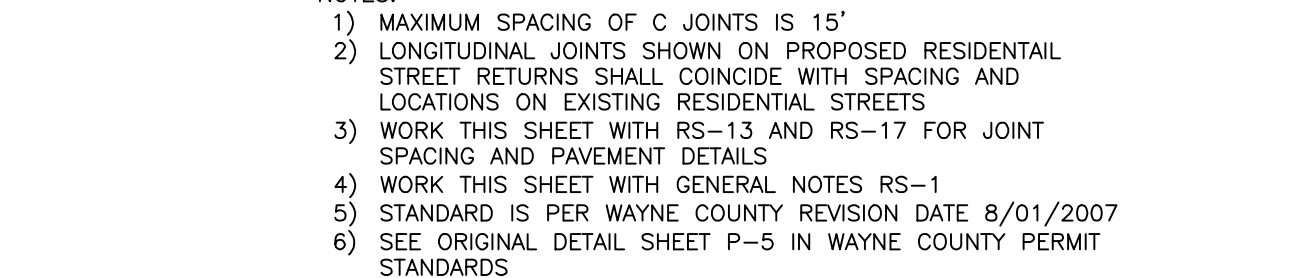 NOTES:
1) MAXIMUM SPACING OF C JOINTS IS 15'
2) LONGITUDINAL JOINTS SHOWN ON PROPOSED RESIDENTAIL
STREET RETURNS SHALL COINCIDE WITH SPACING AND
LOCATIONS ON EXISTING RESIDENTIAL STREETS
3) WORK THIS SHEET WITH RS-13 AND RS-17 FOR JOINT
SPACING AND PAVEMENT DETAILS
4) WORK THIS SHEET WITH GENERAL NOTES RS-1
5) STANDARD IS PER WAYNE COUNTY REVISION DATE 8/01/2007
6) SEE ORIGINAL DETAIL SHEET P-5 IN WAYNE COUNTY PERMIT
STANDARDS